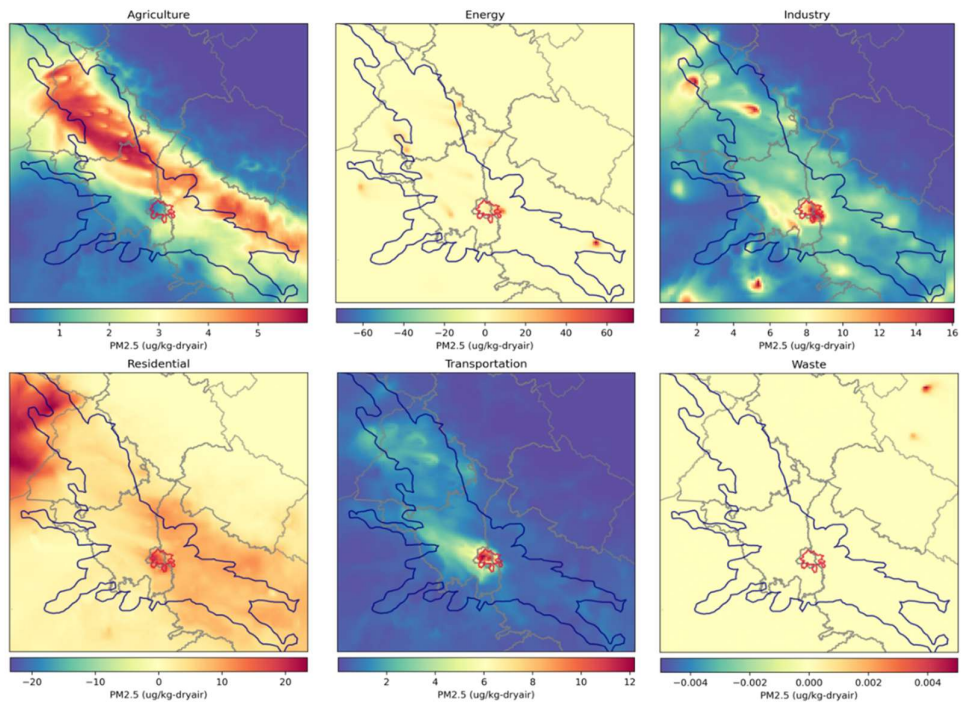 Agriculture
Energy
Industry
1 2 3 4 5
−60 −40 −20 0 20 40 60
2 4 6 8 10 12 14 16
PM2.5 (ug/kg-dryair)
PM2.5 (ug/kg-dryair)
PM2.5 (ug/kg-dryair)
Residential
Transportation
Waste
−20 −10 0 10 20
2 4 6 8 10 12
−0.004 −0.002 0.000 0.002 0.004
PM2.5 (ug/kg-dryair)
PM2.5 (ug/kg-dryair)
PM2.5 (ug/kg-dryair)